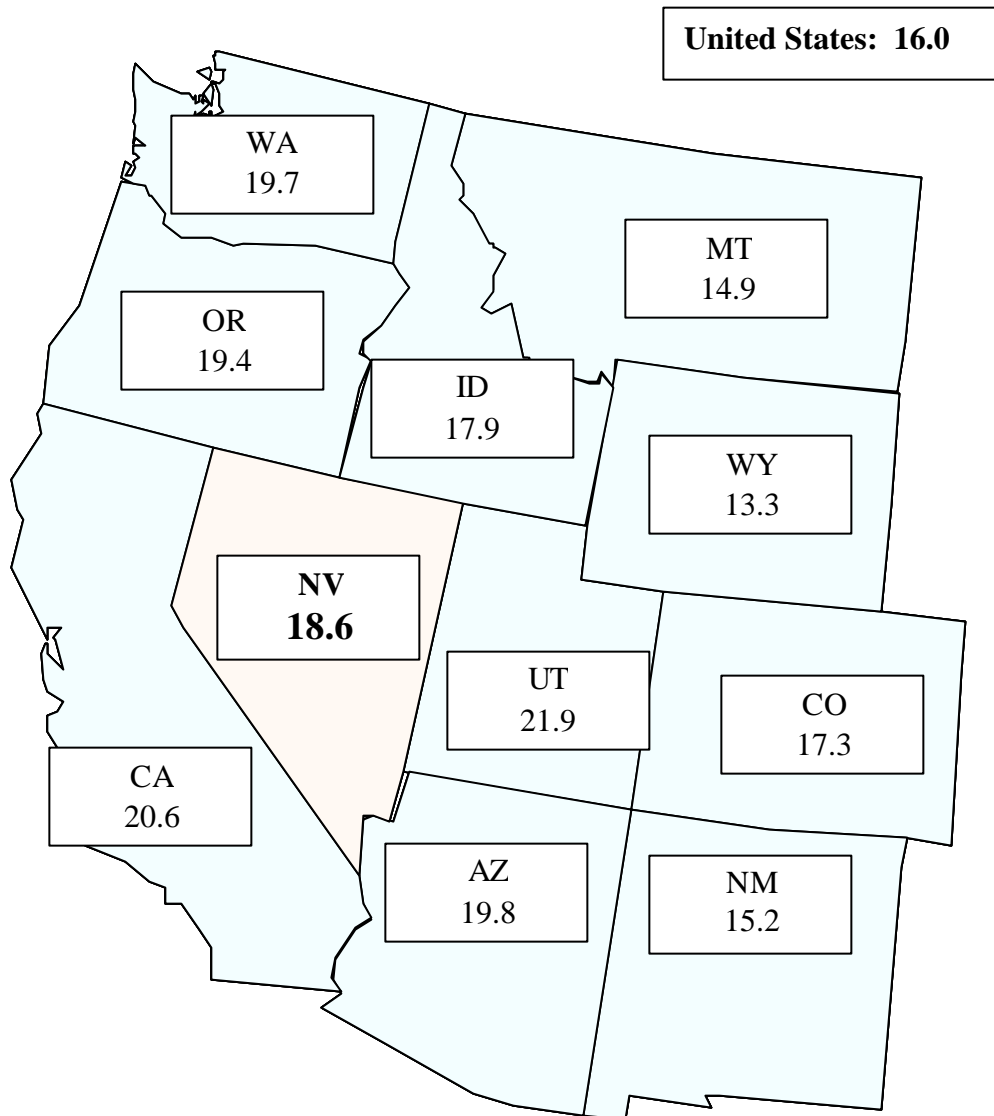 United States: 16.0
WA
19.7
MT
14.9
OR
19.4
ID
17.9
WY
13.3
NV
18.6
UT
21.9
CO
17.3
CA
20.6
AZ
19.8
NM
15.2